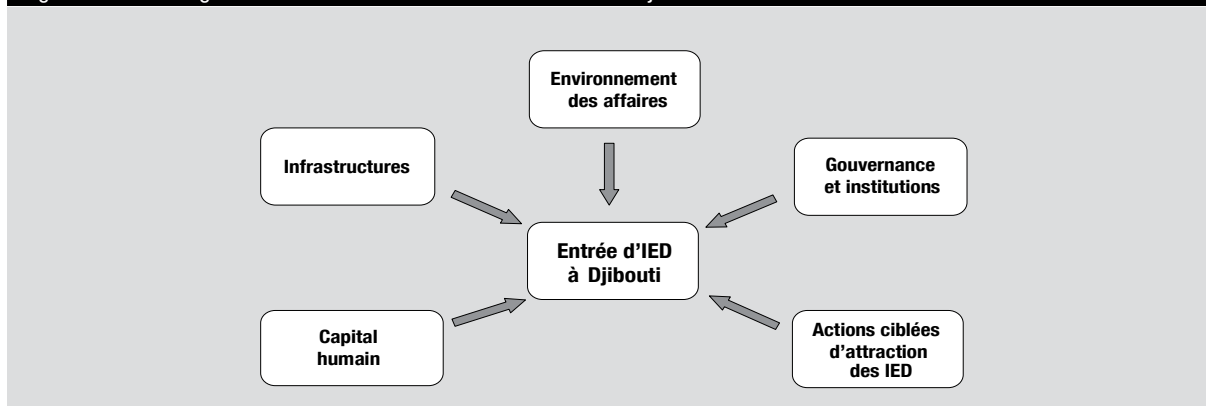 Environnement
des affaires
Infrastructures
Gouvernance
et institutions
Entrée d’IED
à Djibouti
Capital
humain
Actions ciblées
d’attraction
des IED